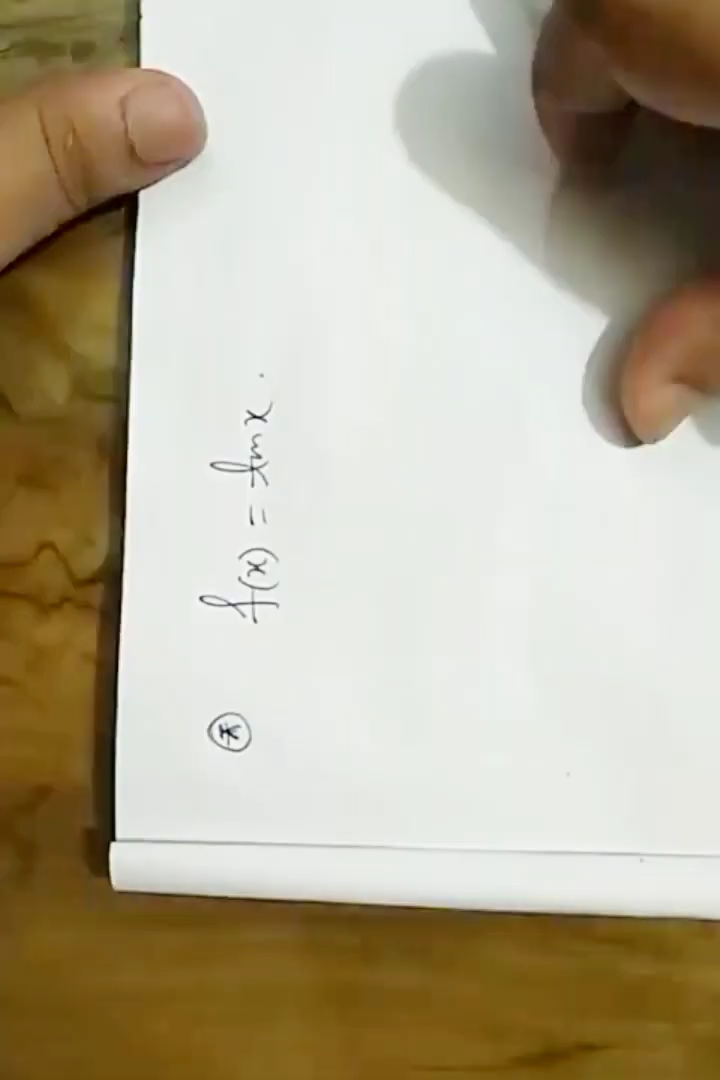 ⊛ f(x) = ln x.